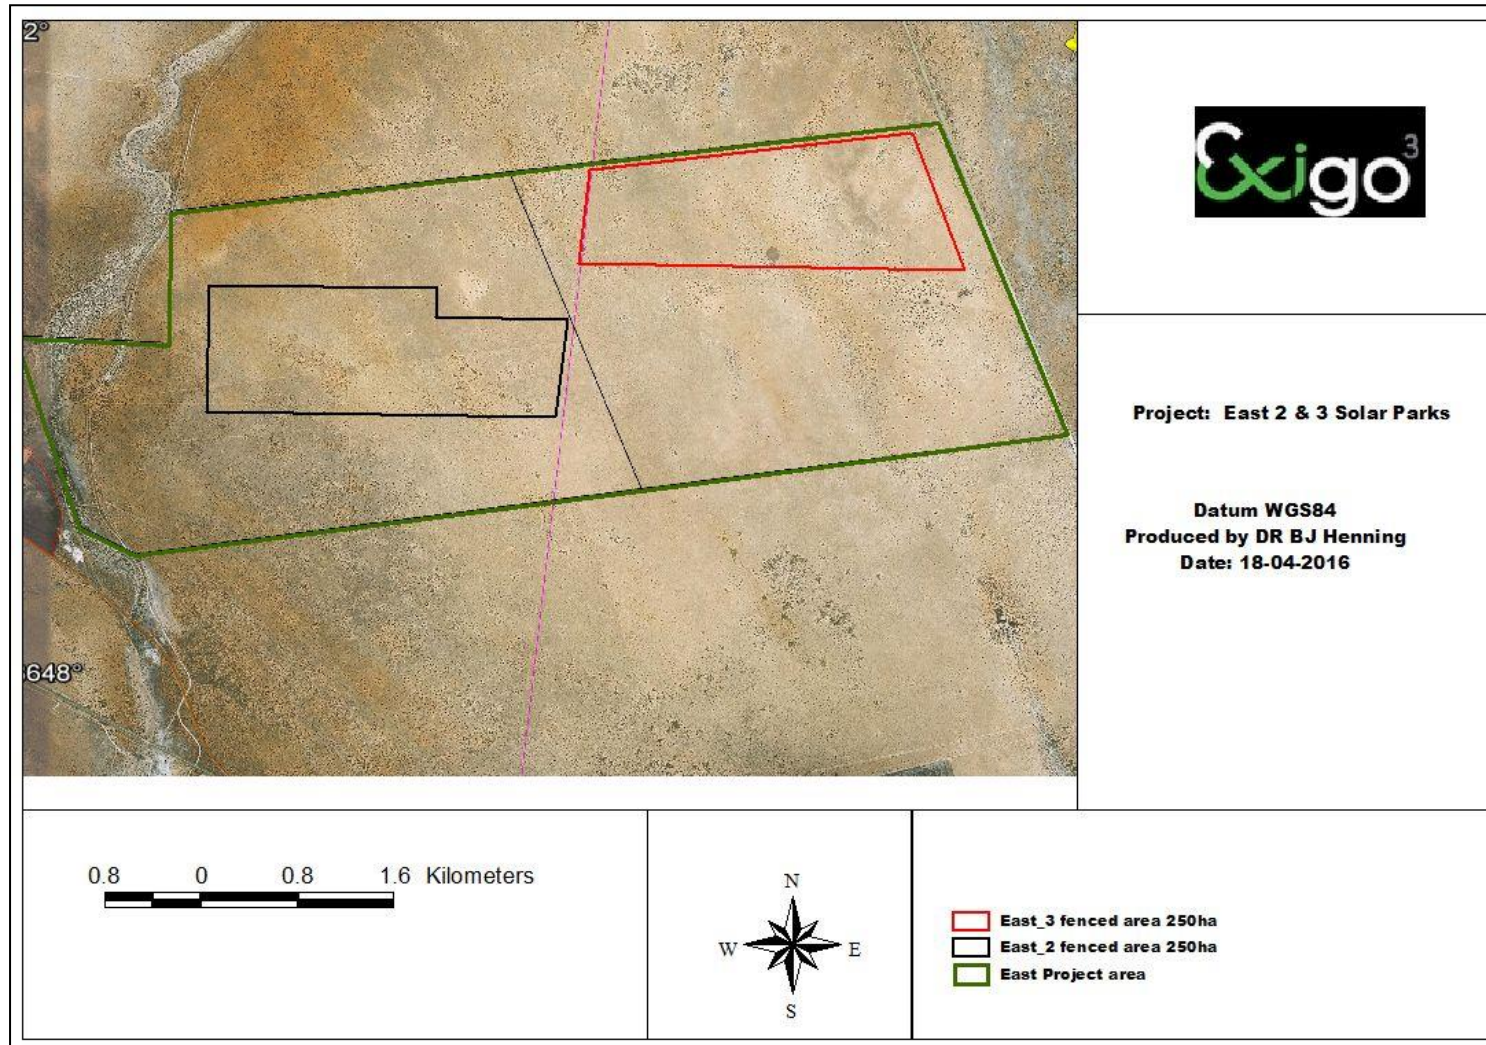 2°
648°
Exigo³
Project: East 2 & 3 Solar Parks
Datum WGS84
Produced by DR BJ Henning
Date: 18-04-2016
0.8 0 0.8 1.6 Kilometers
N
W E
S
East_3 fenced area 250ha
East_2 fenced area 250ha
East Project area